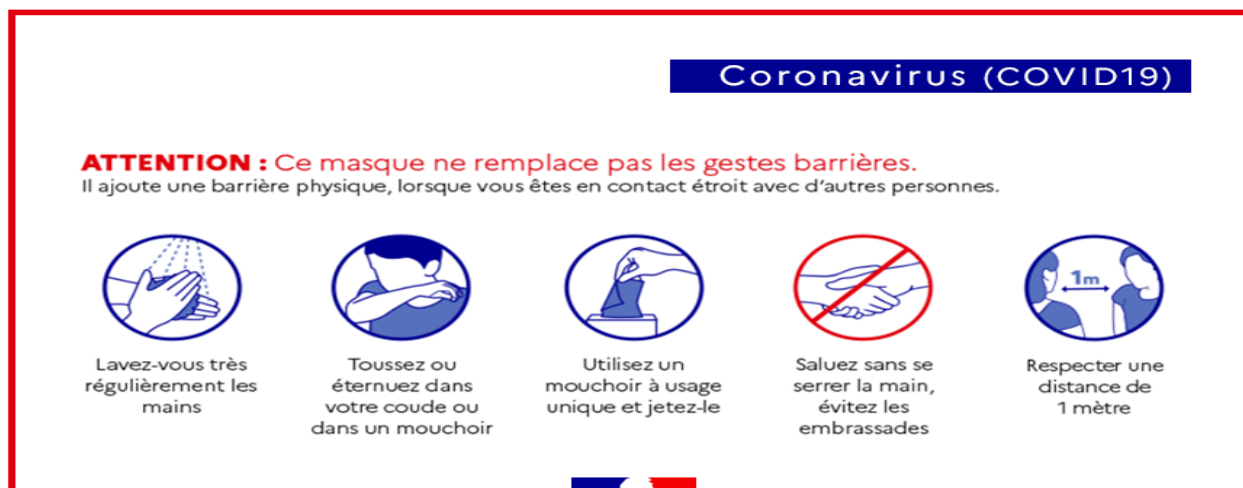 Coronavirus (COVID19)
ATTENTION : Ce masque ne remplace pas les gestes barrières.
Il ajoute une barrière physique, lorsque vous êtes en contact étroit avec d'autres personnes.
1m
Lavez-vous très
régulièrement les
mains
Toussez ou
éternuez dans
votre coude ou
dans un mouchoir
Utilisez un
mouchoir à usage
unique et jetez-le
Saluez sans se
serrer la main,
évitez les
embrassades
Respecter une
distance de
1 mètre